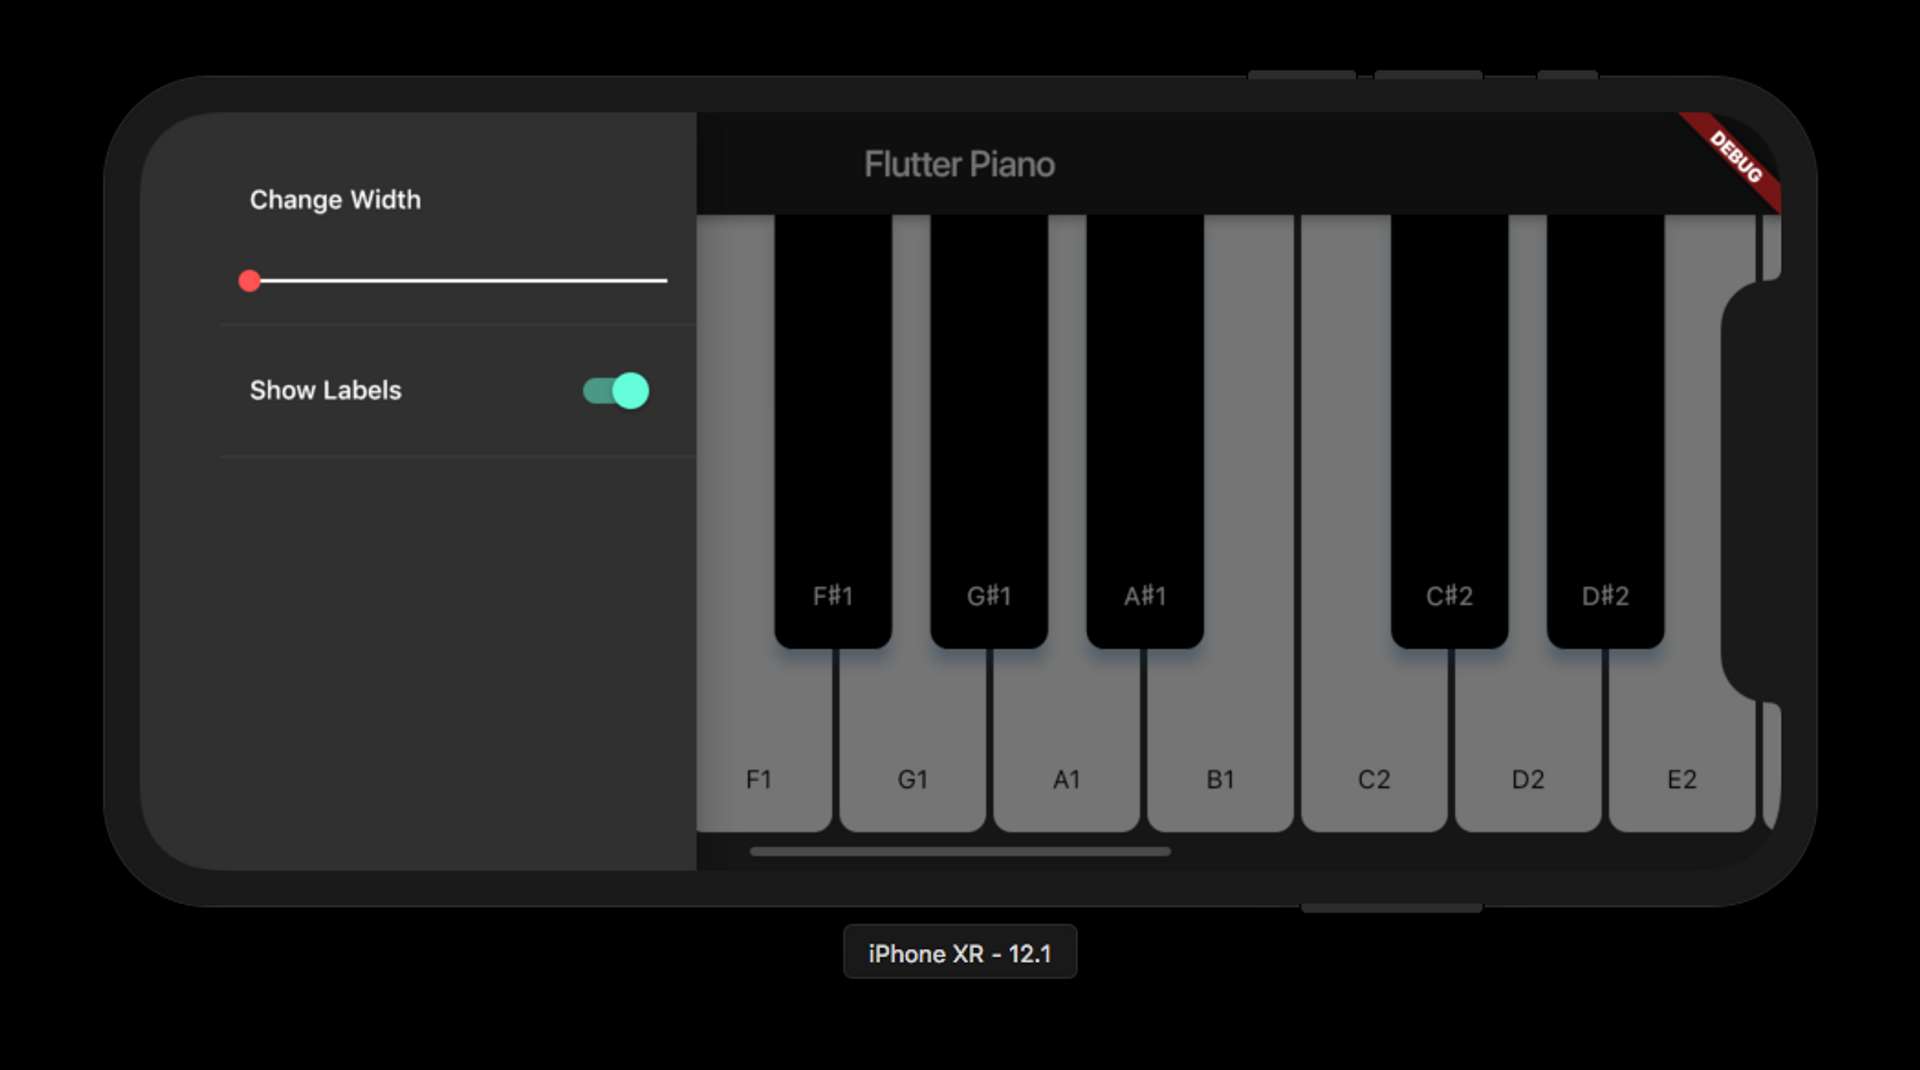 Change Width
Show Labels
Flutter Piano
DEBUG
F♯1 G♯1 A♯1 C♯2 D♯2
F1 G1 A1 B1 C2 D2 E2
iPhone XR - 12.1